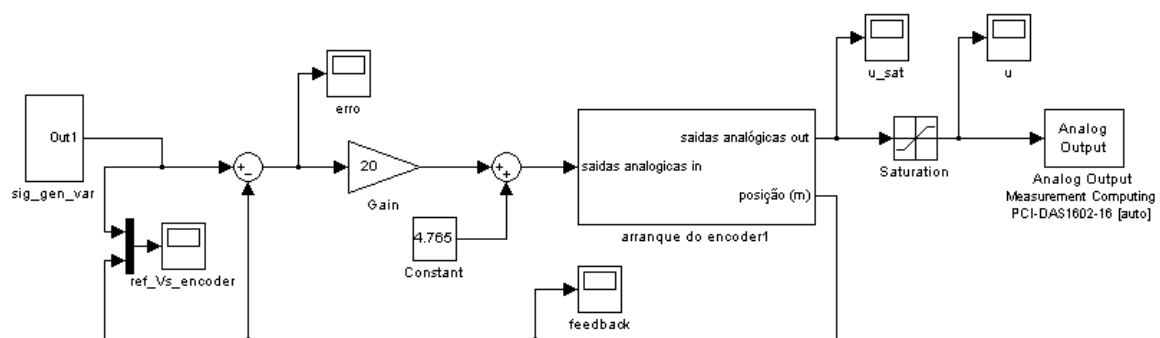 u_sat
u
erro
Out1
sig_gen_var
+
−
20
Gain
+
+
4.765
Constant
saidas analógicas out
saidas analogicas in
posição (m)
arranque do encoder1
Saturation
Analog
Output
Analog Output
Measurement Computing
PCI-DAS1602-16 [auto]
ref_Vs_encoder
feedback